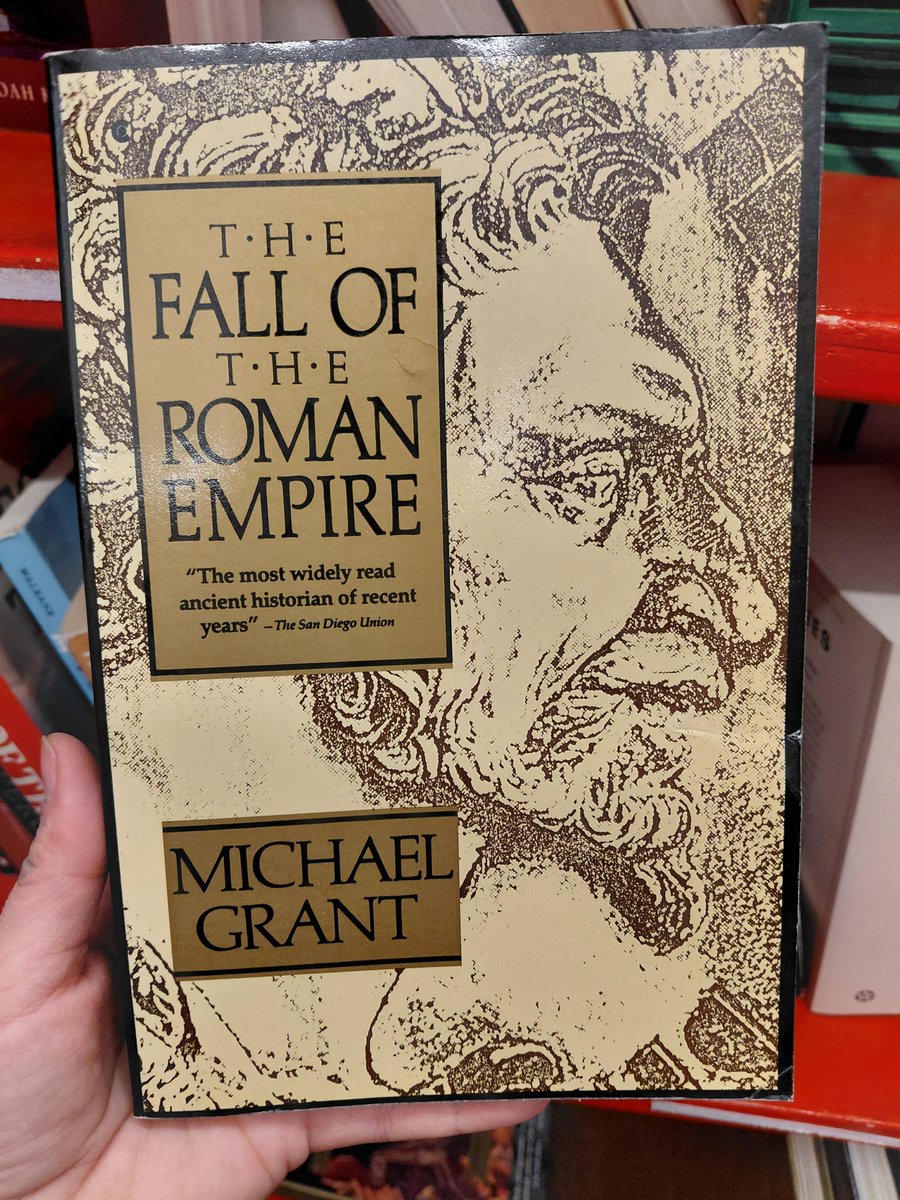 T·H·E
FALL OF
T·H·E
ROMAN
EMPIRE
“The most widely read
ancient historian of recent
years” –The San Diego Union
MICHAEL
GRANT